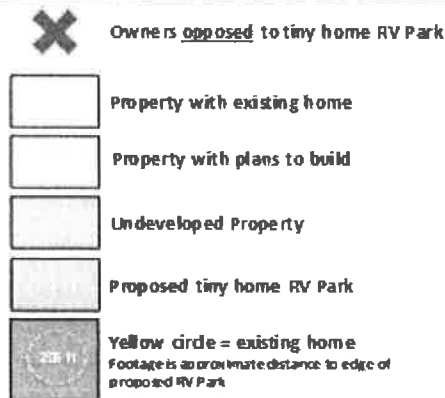 Owners opposed to tiny home RV Park
Property with existing home
Property with plans to build
Undeveloped Property
Proposed tiny home RV Park
Yellow circle = existing home
Footage is approximate distance to edge of
proposed RV Park